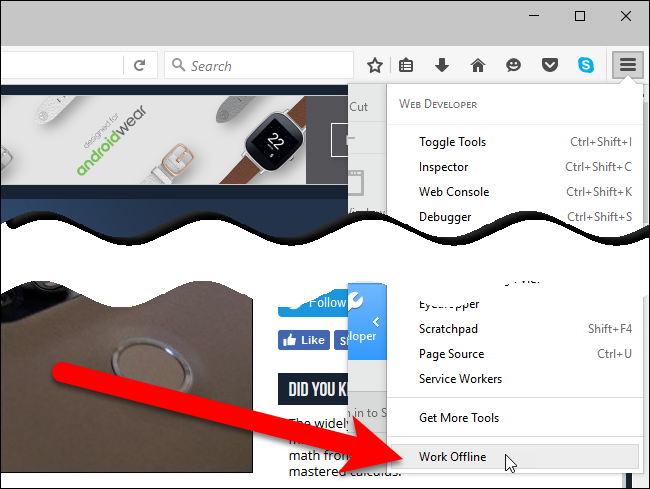 Search
designed for
androidwear
22
Cut
WEB DEVELOPER
Toggle Tools Ctrl+Shift+I
Inspector Ctrl+Shift+C
Web Console Ctrl+Shift+K
Debugger Ctrl+Shift+S
Eyedropper
Scratchpad Shift+F4
Page Source Ctrl+U
Service Workers
Get More Tools
Work Offline
Follow
loper
Like
DID YOU K
in to S
The widely
math from
mastered calculus.